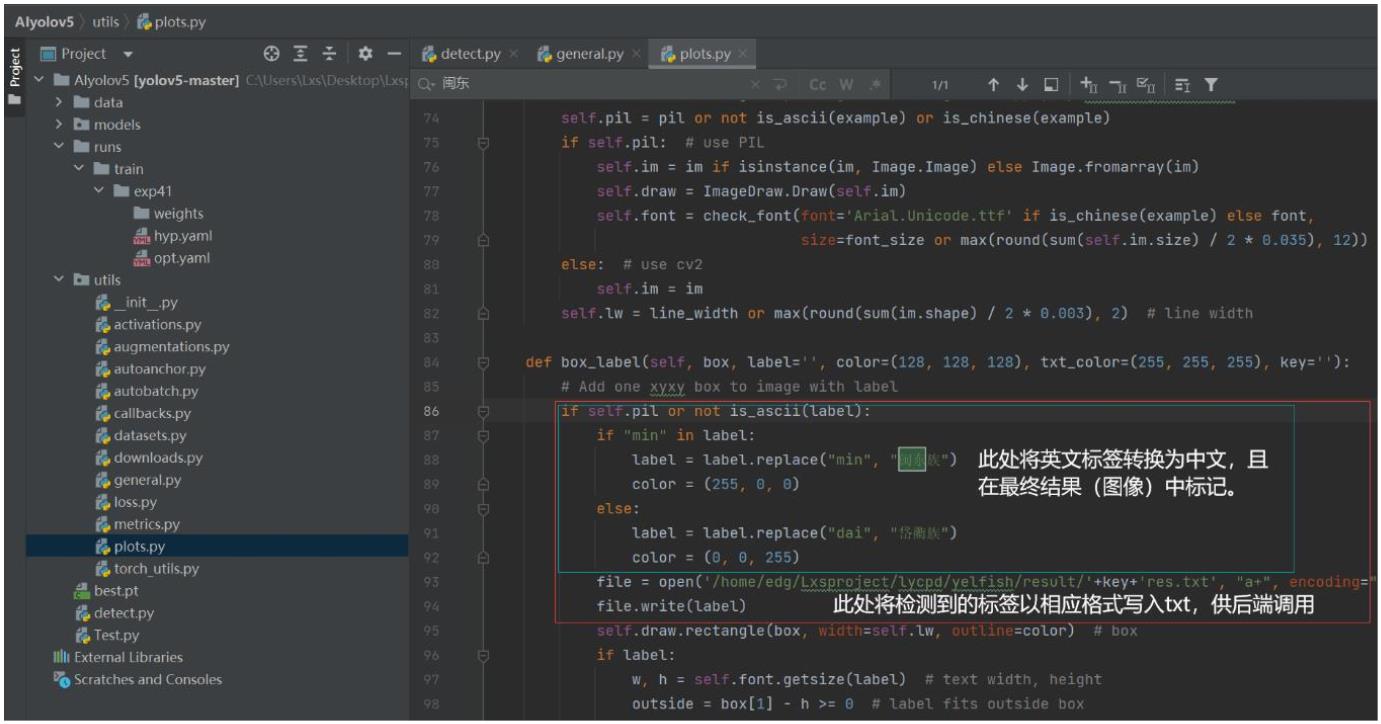 AIyolov5 utils plots.py
Project
Project
detect.py general.py plots.py
AIyolov5 [yolov5-master] C:\Users\Lxs\Desktop\Lxsp
data
models
runs
train
exp41
weights
hyp.yaml
opt.yaml
utils
__init__.py
activations.py
augmentations.py
autoanchor.py
autobatch.py
callbacks.py
datasets.py
downloads.py
general.py
loss.py
metrics.py
plots.py
torch_utils.py
best.pt
detect.py
Test.py
External Libraries
Scratches and Consoles
闽东 Cc W .* 1/1
74 self.pil = pil or not is_ascii(example) or is_chinese(example)
75 if self.pil:  # use PIL
76 self.im = im if isinstance(im, Image.Image) else Image.fromarray(im)
77 self.draw = ImageDraw.Draw(self.im)
78 self.font = check_font(font='Arial.Unicode.ttf' if is_chinese(example) else font,
79 size=font_size or max(round(sum(self.im.size) / 2 * 0.035), 12))
80 else:  # use cv2
81 self.im = im
82 self.lw = line_width or max(round(sum(im.shape) / 2 * 0.003), 2)  # line width
83
84 def box_label(self, box, label='', color=(128, 128, 128), txt_color=(255, 255, 255), key=''):
85 # Add one xyxy box to image with label
86 if self.pil or not is_ascii(label):
87 if "min" in label:
88 label = label.replace("min", "闽东族")
89 color = (255, 0, 0)
90 else:
91 label = label.replace("dai", "岱衢族")
92 color = (0, 0, 255)
此处将英文标签转换为中文，且
在最终结果（图像）中标记。
93 file = open('/home/edg/Lxsproject/lycpd/yelfish/result/'+key+'res.txt', "a+", encoding="
94 file.write(label)
此处将检测到的标签以相应格式写入txt，供后端调用
95 self.draw.rectangle(box, width=self.lw, outline=color)  # box
96 if label:
97 w, h = self.font.getsize(label)  # text width, height
98 outside = box[1] - h >= 0  # label fits outside box